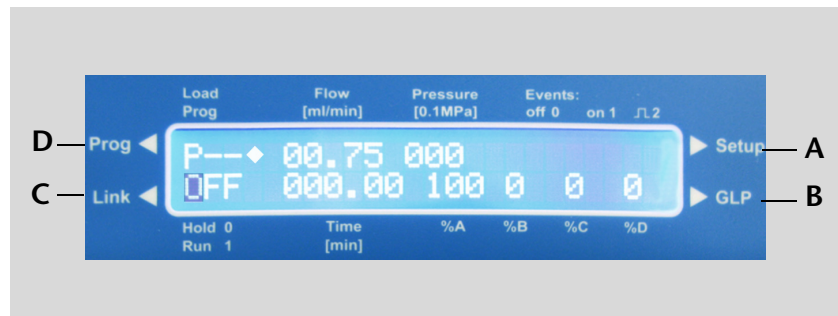 Load Flow Pressure Events:
Prog [ml/min] [0.1MPa] off 0 on 1 ⎍ 2
D Prog Setup A
P--◆ 00.75 000
OFF 000.00 100 0 0 0
C Link GLP B
Hold 0 Time %A %B %C %D
Run 1 [min]